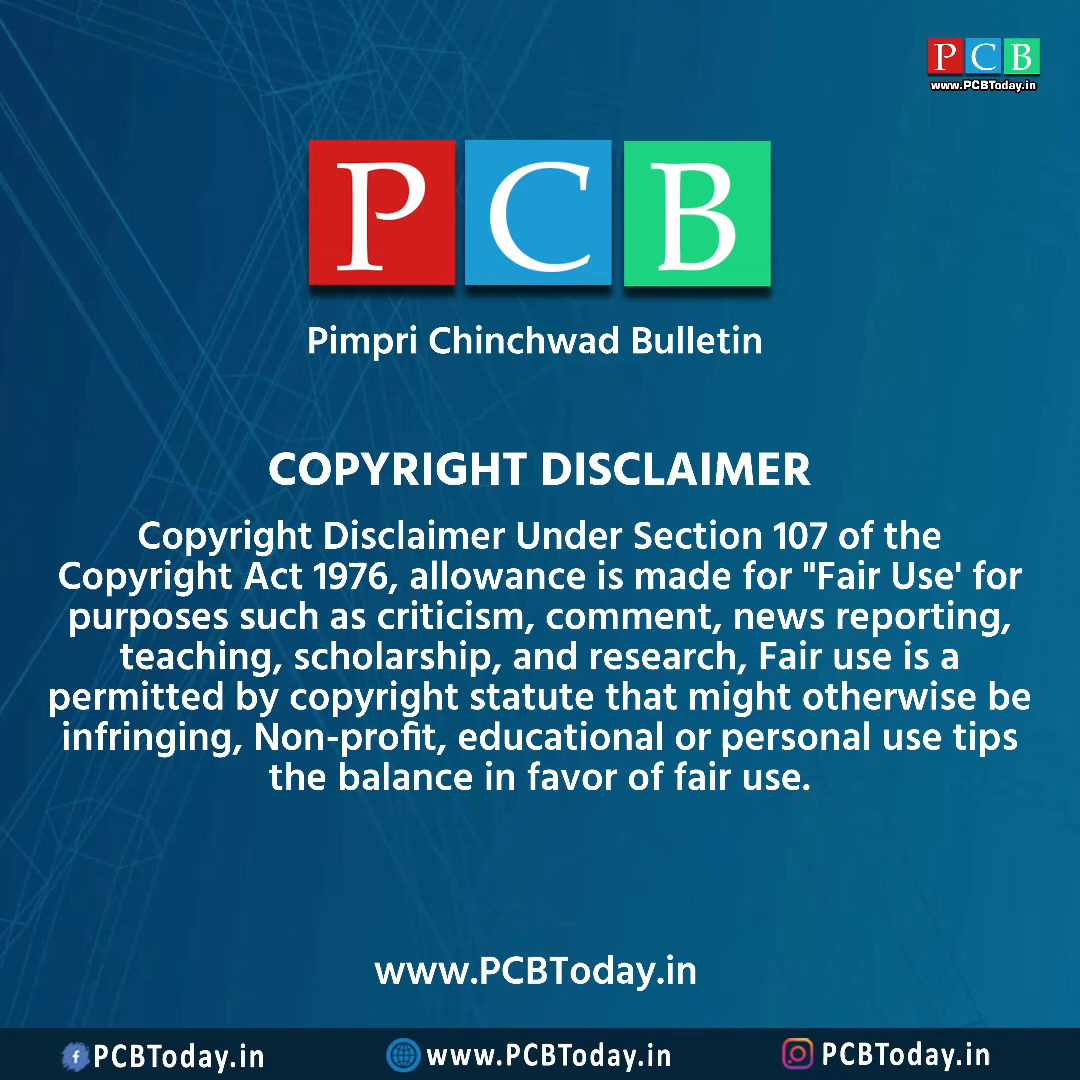 P C B
www.PCBToday.in
P C B
Pimpri Chinchwad Bulletin
COPYRIGHT DISCLAIMER
Copyright Disclaimer Under Section 107 of the
Copyright Act 1976, allowance is made for "Fair Use' for
purposes such as criticism, comment, news reporting,
teaching, scholarship, and research, Fair use is a
permitted by copyright statute that might otherwise be
infringing, Non-profit, educational or personal use tips
the balance in favor of fair use.
www.PCBToday.in
PCBToday.in www.PCBToday.in PCBToday.in